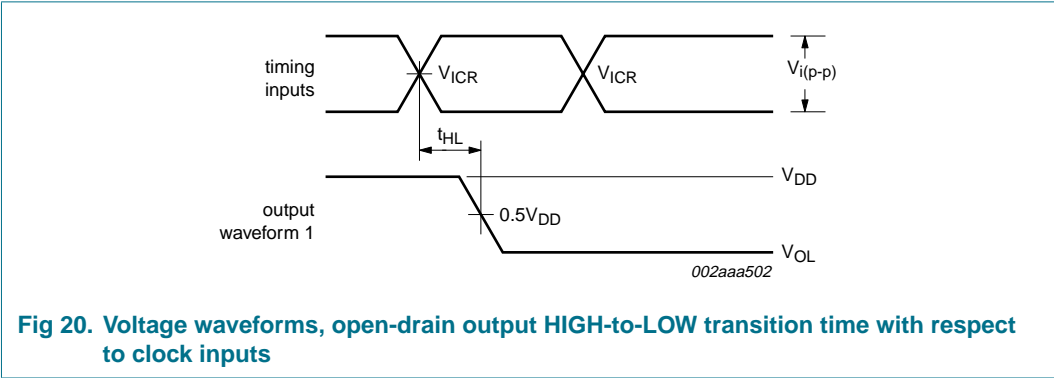 timing
inputs
VICR
VICR
Vi(p-p)
tHL
VDD
output
waveform 1
0.5VDD
VOL
002aaa502
Fig 20. Voltage waveforms, open-drain output HIGH-to-LOW transition time with respect
to clock inputs